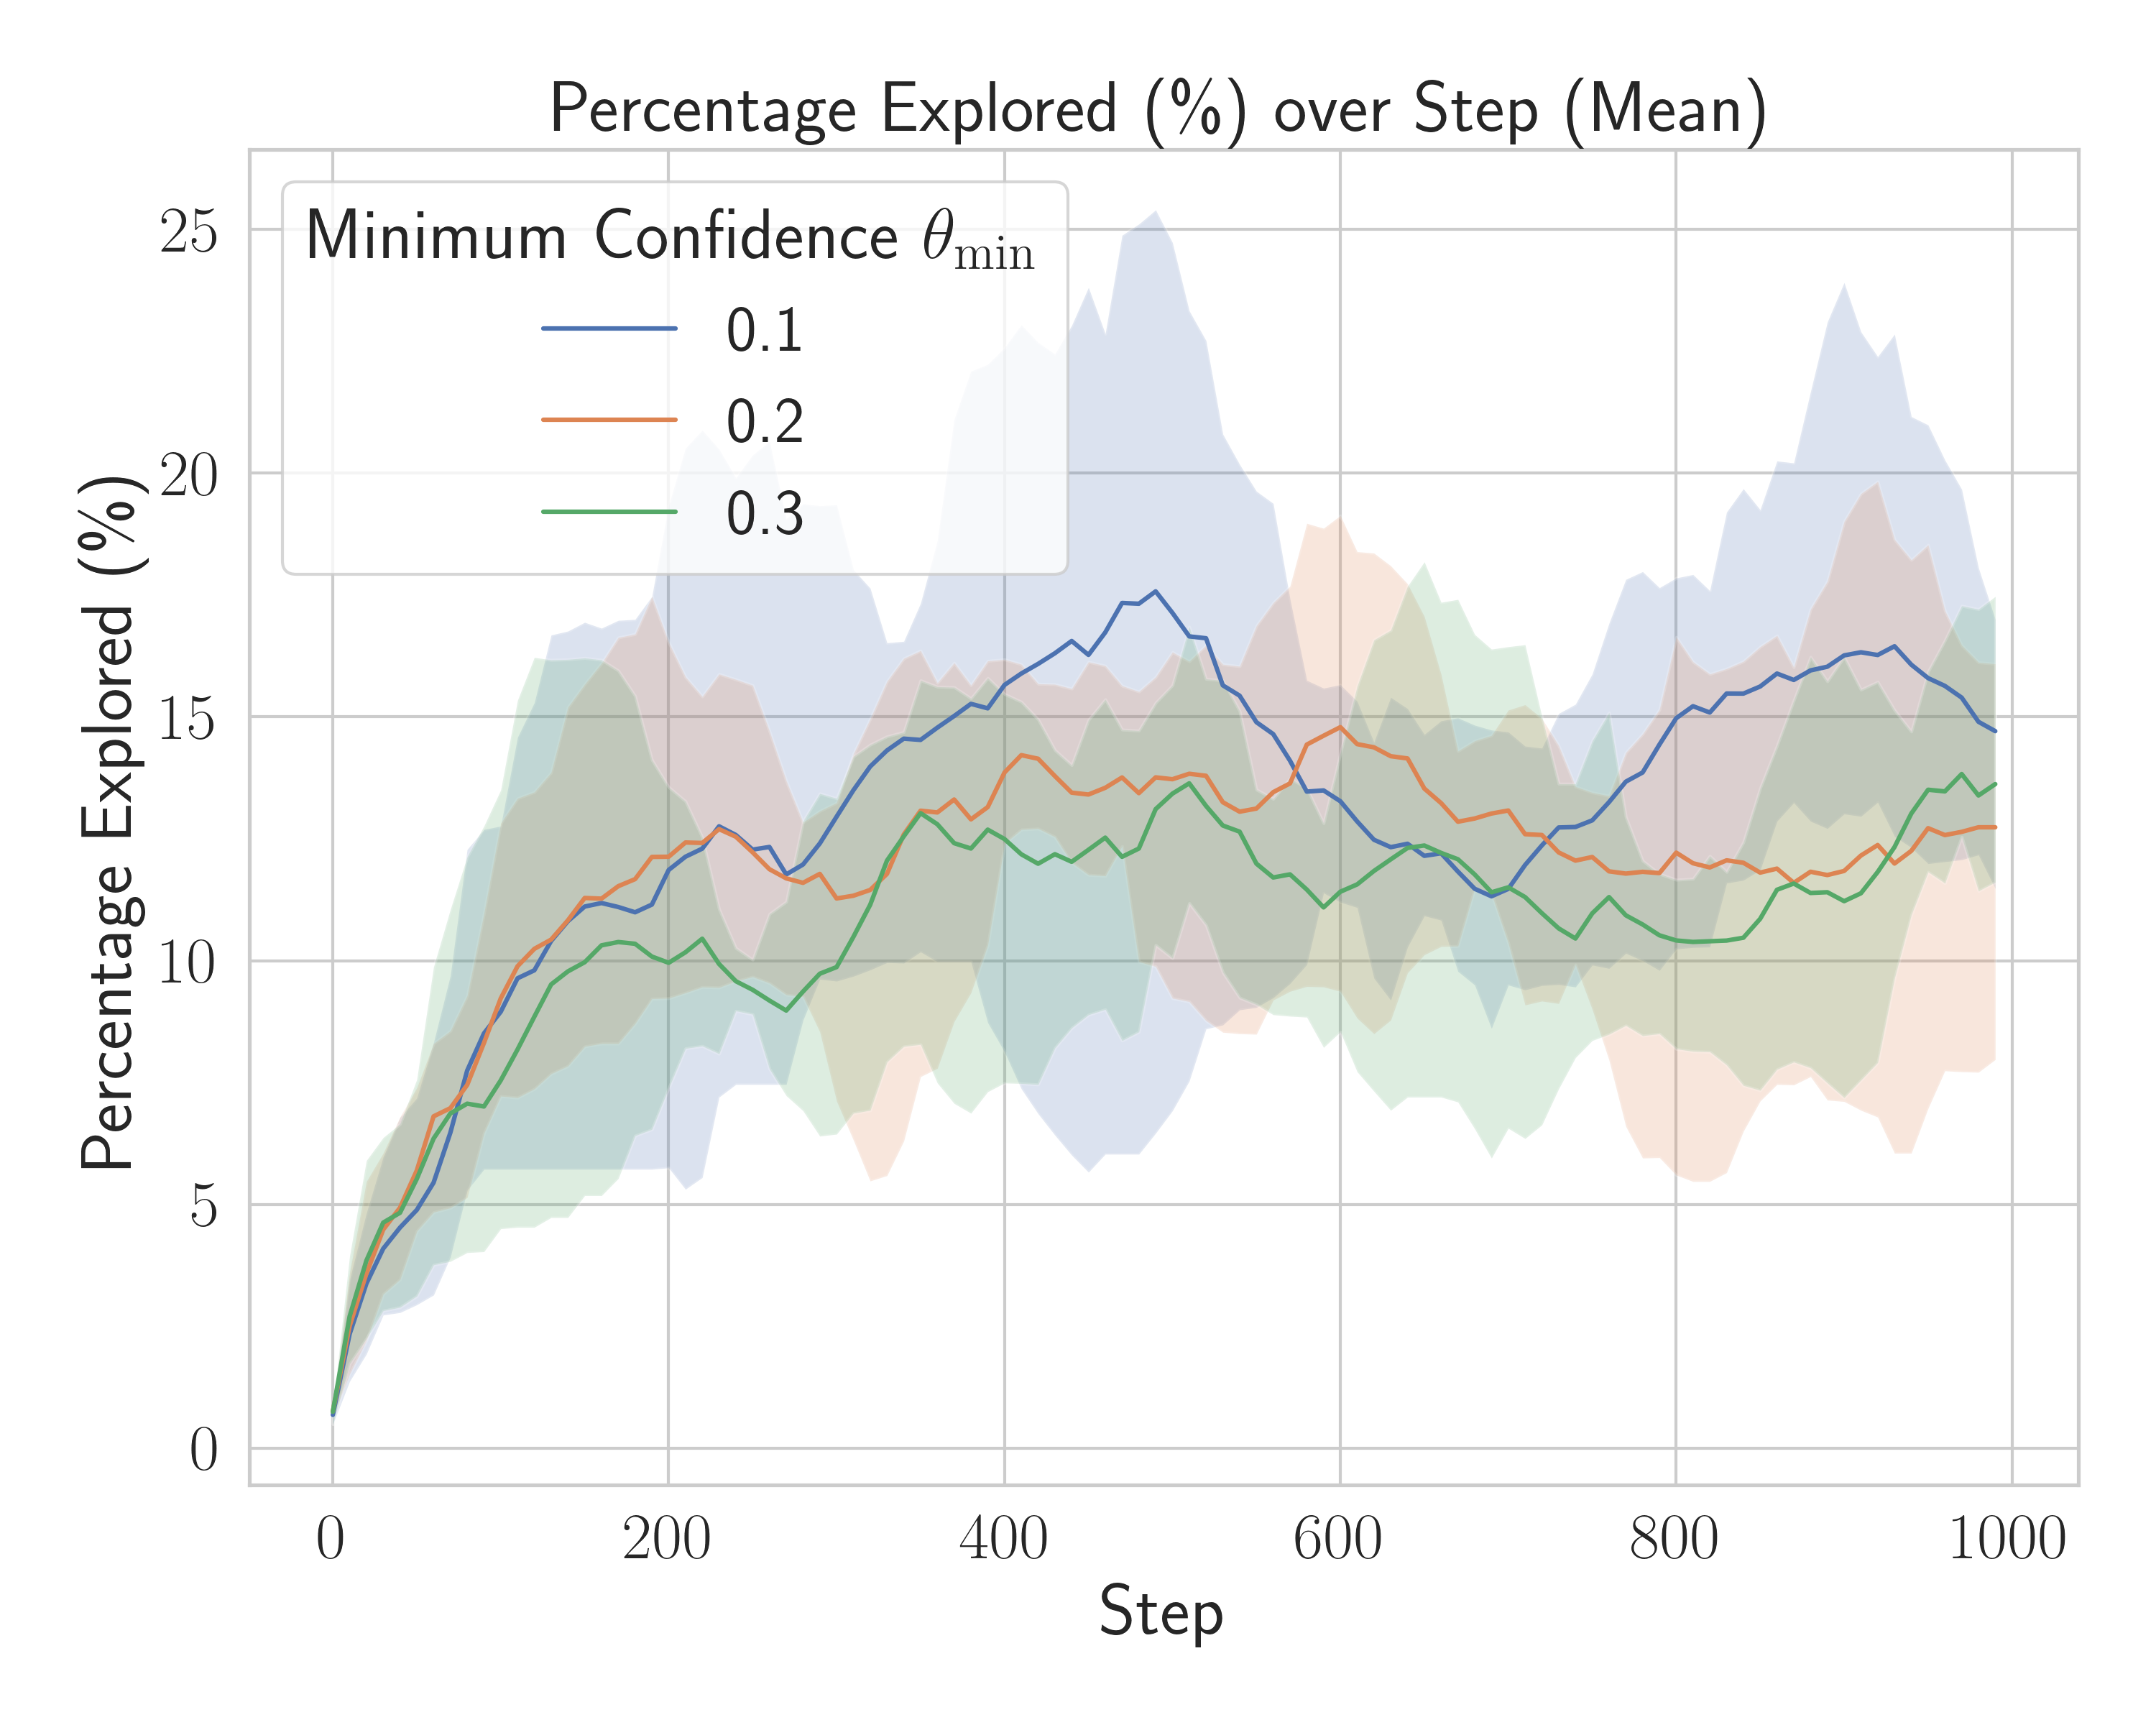 Percentage Explored (%) over Step (Mean)
Minimum Confidence θmin
0.1
0.2
0.3
Percentage Explored (%)
25
20
15
10
5
0
0 200 400 600 800 1000
Step